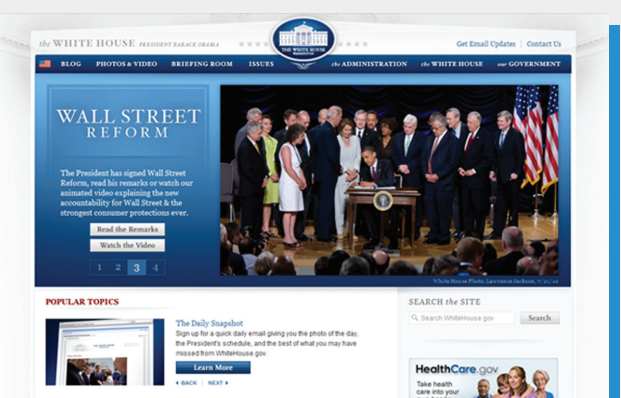 the WHITE HOUSE PRESIDENT BARACK OBAMA
THE WHITE HOUSE
WASHINGTON
Get Email Updates | Contact Us
BLOG PHOTOS & VIDEO BRIEFING ROOM ISSUES the ADMINISTRATION the WHITE HOUSE our GOVERNMENT
WALL STREET
REFORM
The President has signed Wall Street
Reform, read his remarks or watch our
animated video explaining the new
accountability for Wall Street & the
strongest consumer protections ever.
Read the Remarks
Watch the Video
1 2 3 4
White House Photo, Lawrence Jackson, 7/21/10
POPULAR TOPICS
The Daily Snapshot
Sign up for a quick daily email giving you the photo of the day,
the President's schedule, and the best of what you may have
missed from WhiteHouse.gov.
Learn More
BACK | NEXT
SEARCH the SITE
Search WhiteHouse.gov Search
HealthCare.gov
Take health
care into your